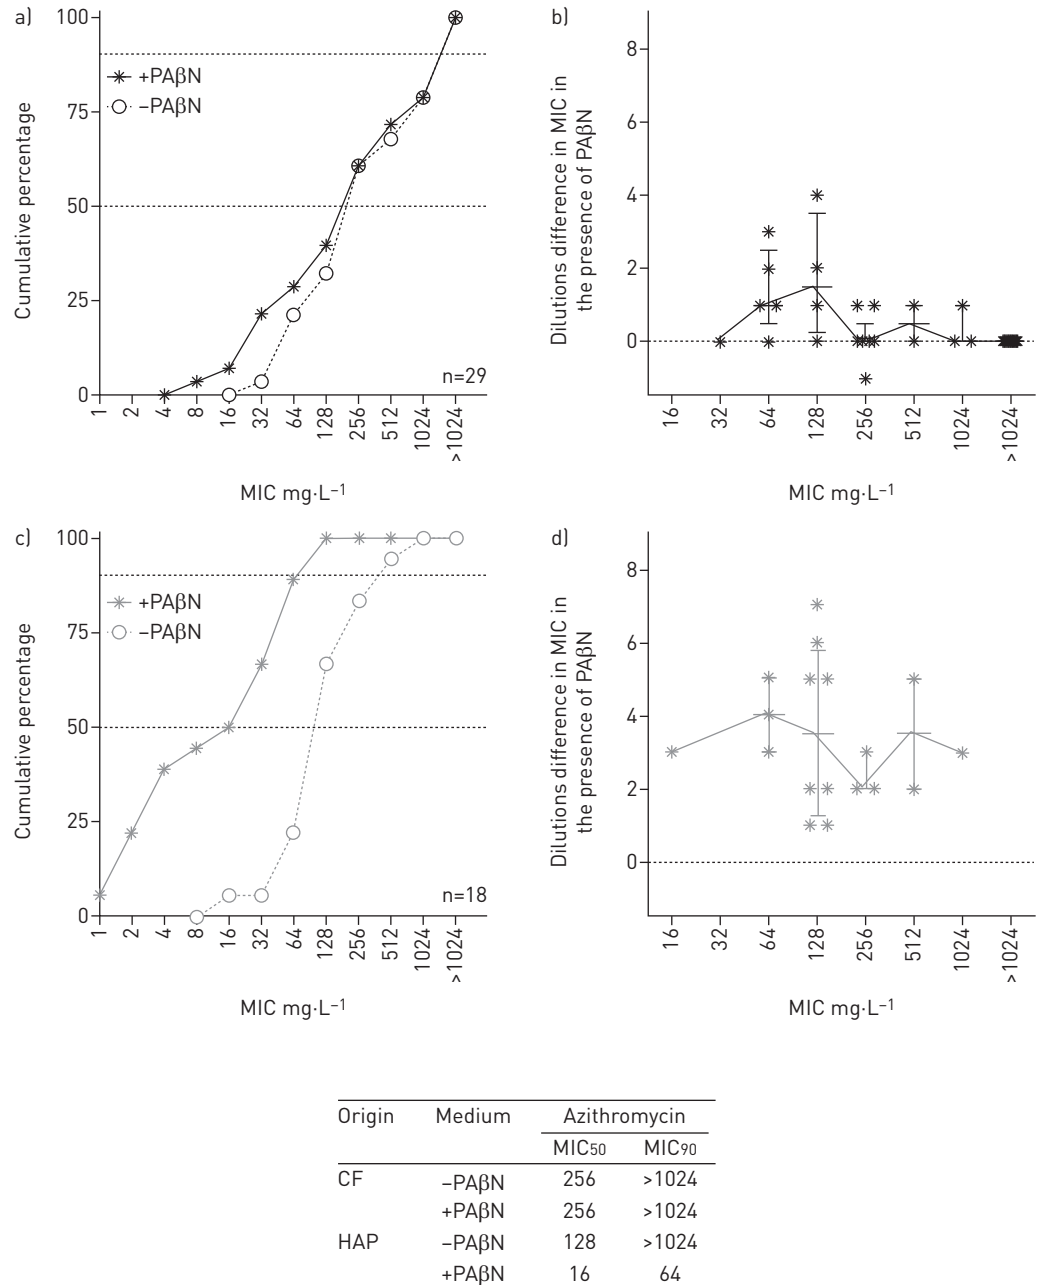 a)
100
75
50
25
0
Cumulative percentage
+PAβN
–PAβN
n=29
1 2 4 8 16 32 64 128 256 512 1024 >1024
MIC mg·L–1
b)
8
6
4
2
0
Dilutions difference in MIC in
the presence of PAβN
16 32 64 128 256 512 1024 >1024
MIC mg·L–1
c)
100
75
50
25
0
Cumulative percentage
+PAβN
–PAβN
n=18
1 2 4 8 16 32 64 128 256 512 1024 >1024
MIC mg·L–1
d)
8
6
4
2
0
Dilutions difference in MIC in
the presence of PAβN
16 32 64 128 256 512 1024 >1024
MIC mg·L–1
Origin Medium Azithromycin
MIC50 MIC90
CF –PAβN 256 >1024
+PAβN 256 >1024
HAP –PAβN 128 >1024
+PAβN 16 64